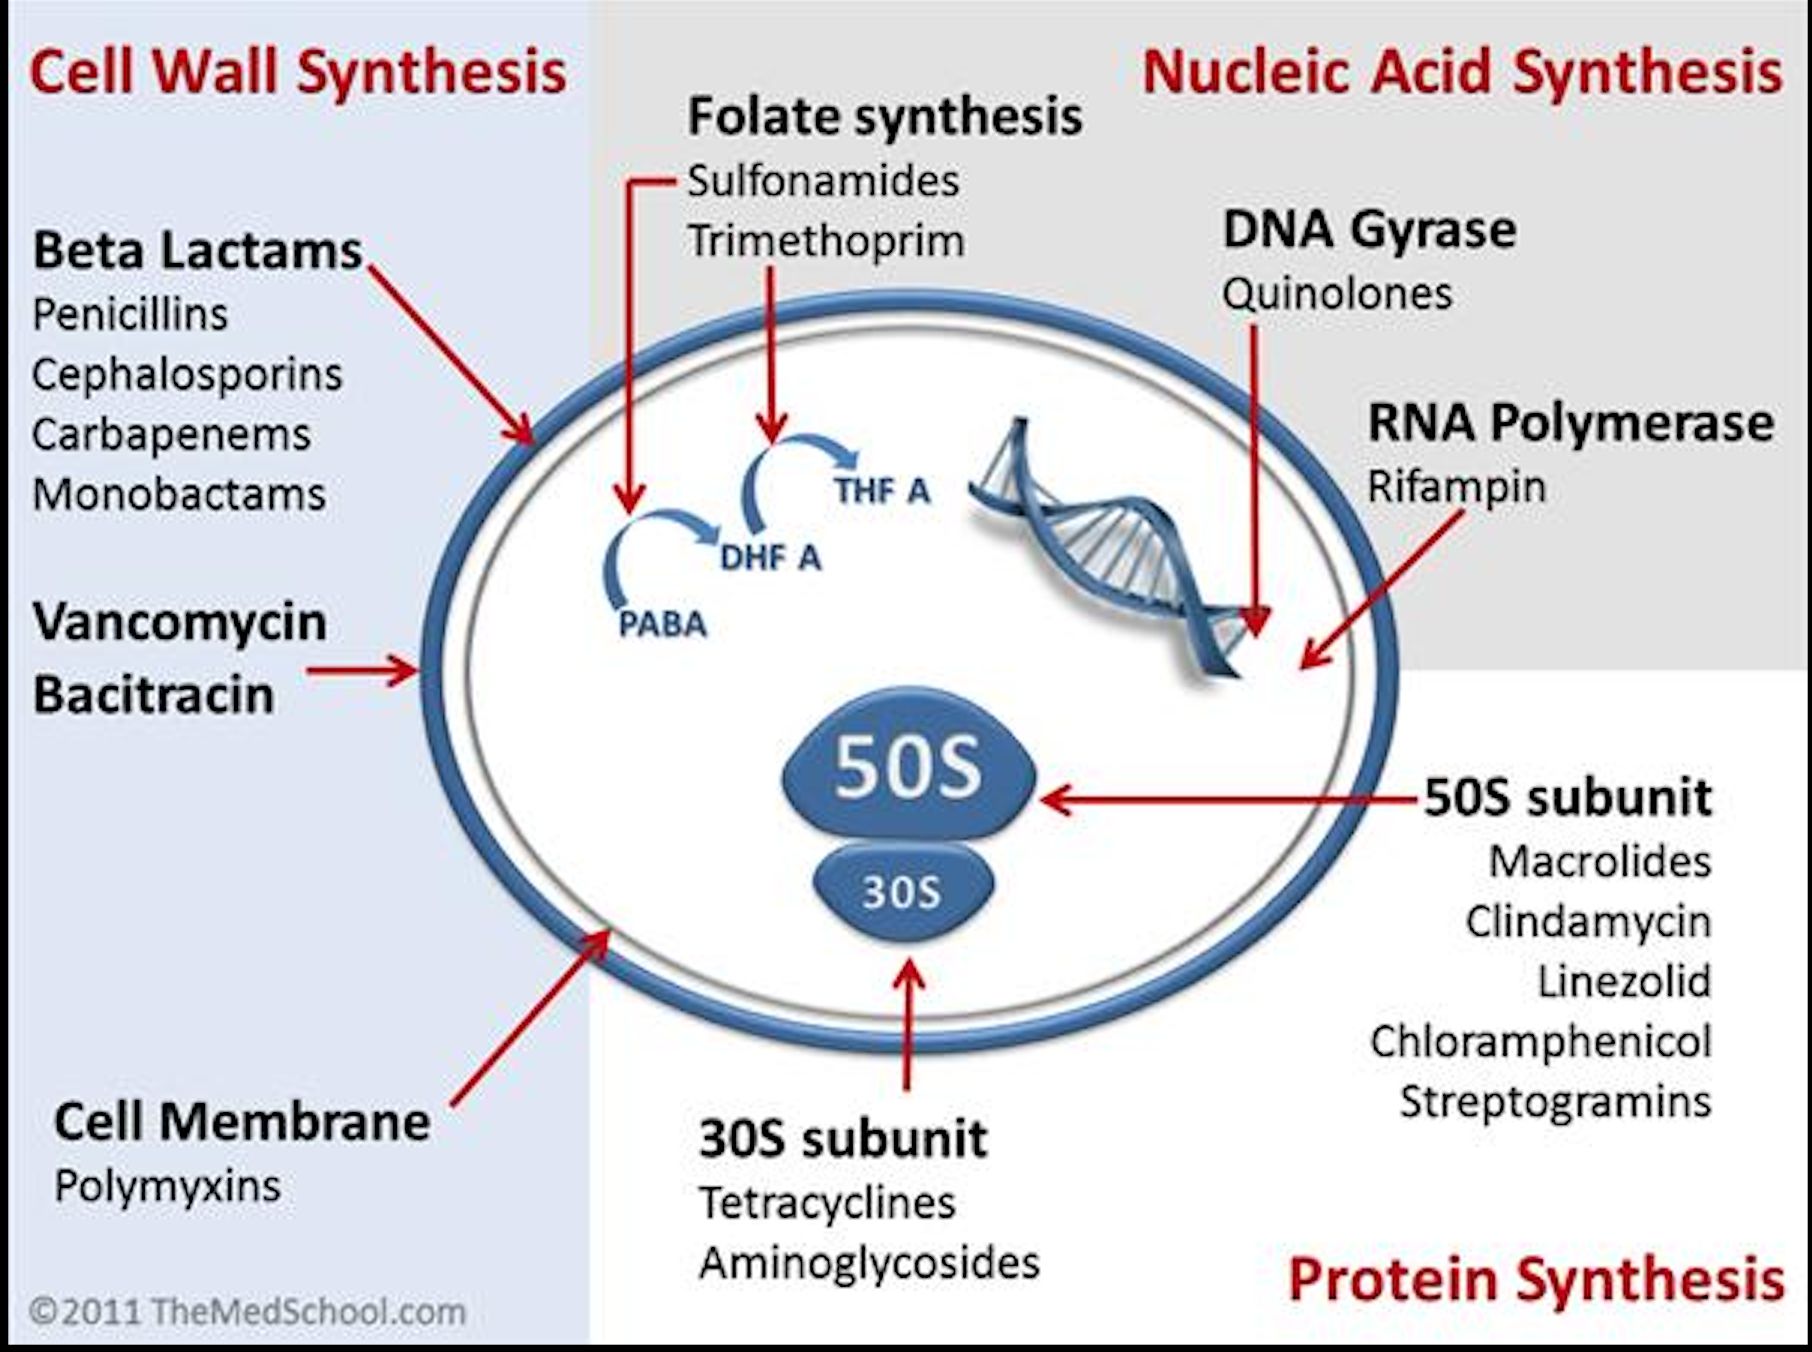 Cell Wall Synthesis
Nucleic Acid Synthesis
Folate synthesis
Sulfonamides
Trimethoprim
DNA Gyrase
Quinolones
Beta Lactams
Penicillins
Cephalosporins
Carbapenems
Monobactams
RNA Polymerase
Rifampin
THF A
DHF A
PABA
Vancomycin
Bacitracin
50S
30S
50S subunit
Macrolides
Clindamycin
Linezolid
Chloramphenicol
Streptogramins
Cell Membrane
Polymyxins
30S subunit
Tetracyclines
Aminoglycosides
Protein Synthesis
©2011 TheMedSchool.com